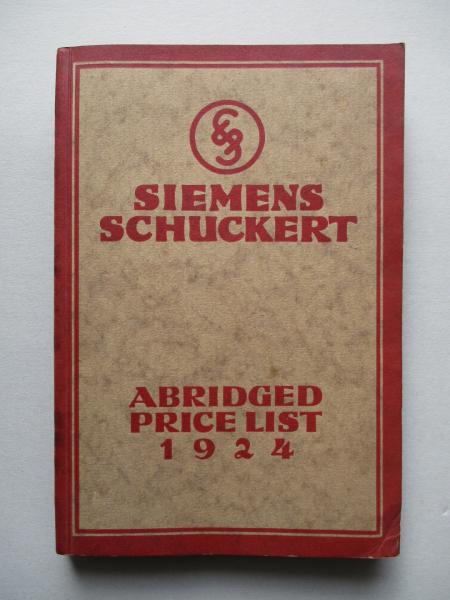 SIEMENS
SCHUCKERT
ABRIDGED
PRICE LIST
1924